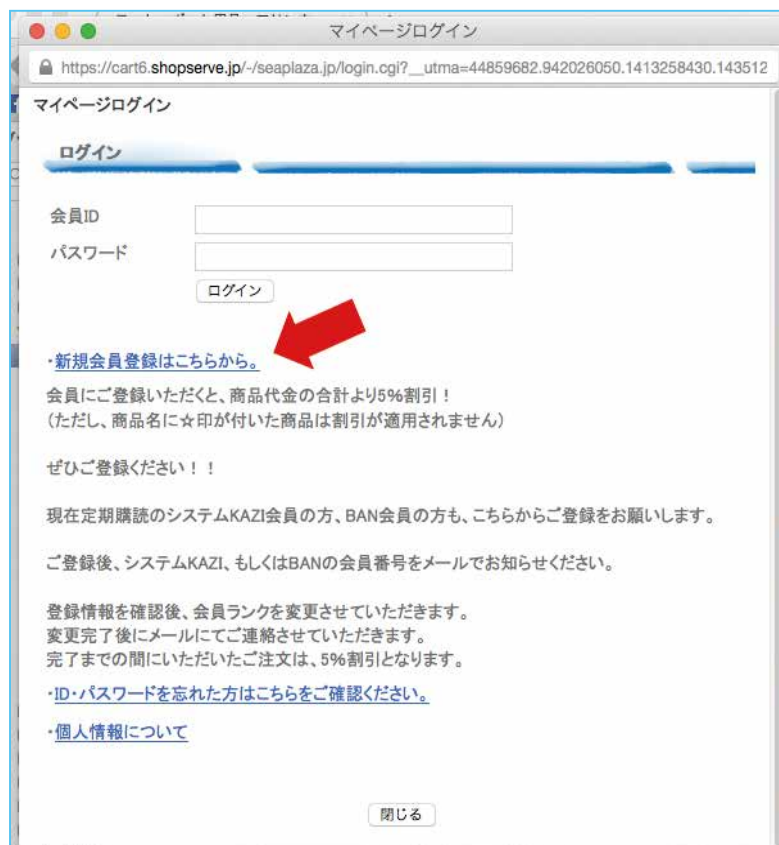 マイページログイン
https://cart6.shopserve.jp/-/seaplaza.jp/login.cgi?__utma=44859682.942026050.1413258430.143512
マイページログイン
ログイン
会員ID
パスワード
ログイン
・新規会員登録はこちらから。
会員にご登録いただくと、商品代金の合計より5%割引！
(ただし、商品名に☆印が付いた商品は割引が適用されません)
ぜひご登録ください！！
現在定期購読のシステムKAZI会員の方、BAN会員の方も、こちらからご登録をお願いします。
ご登録後、システムKAZI、もしくはBANの会員番号をメールでお知らせください。
登録情報を確認後、会員ランクを変更させていただきます。
変更完了後にメールにてご連絡させていただきます。
完了までの間にいただいたご注文は、5%割引となります。
・ID・パスワードを忘れた方はこちらをご確認ください。
・個人情報について
閉じる